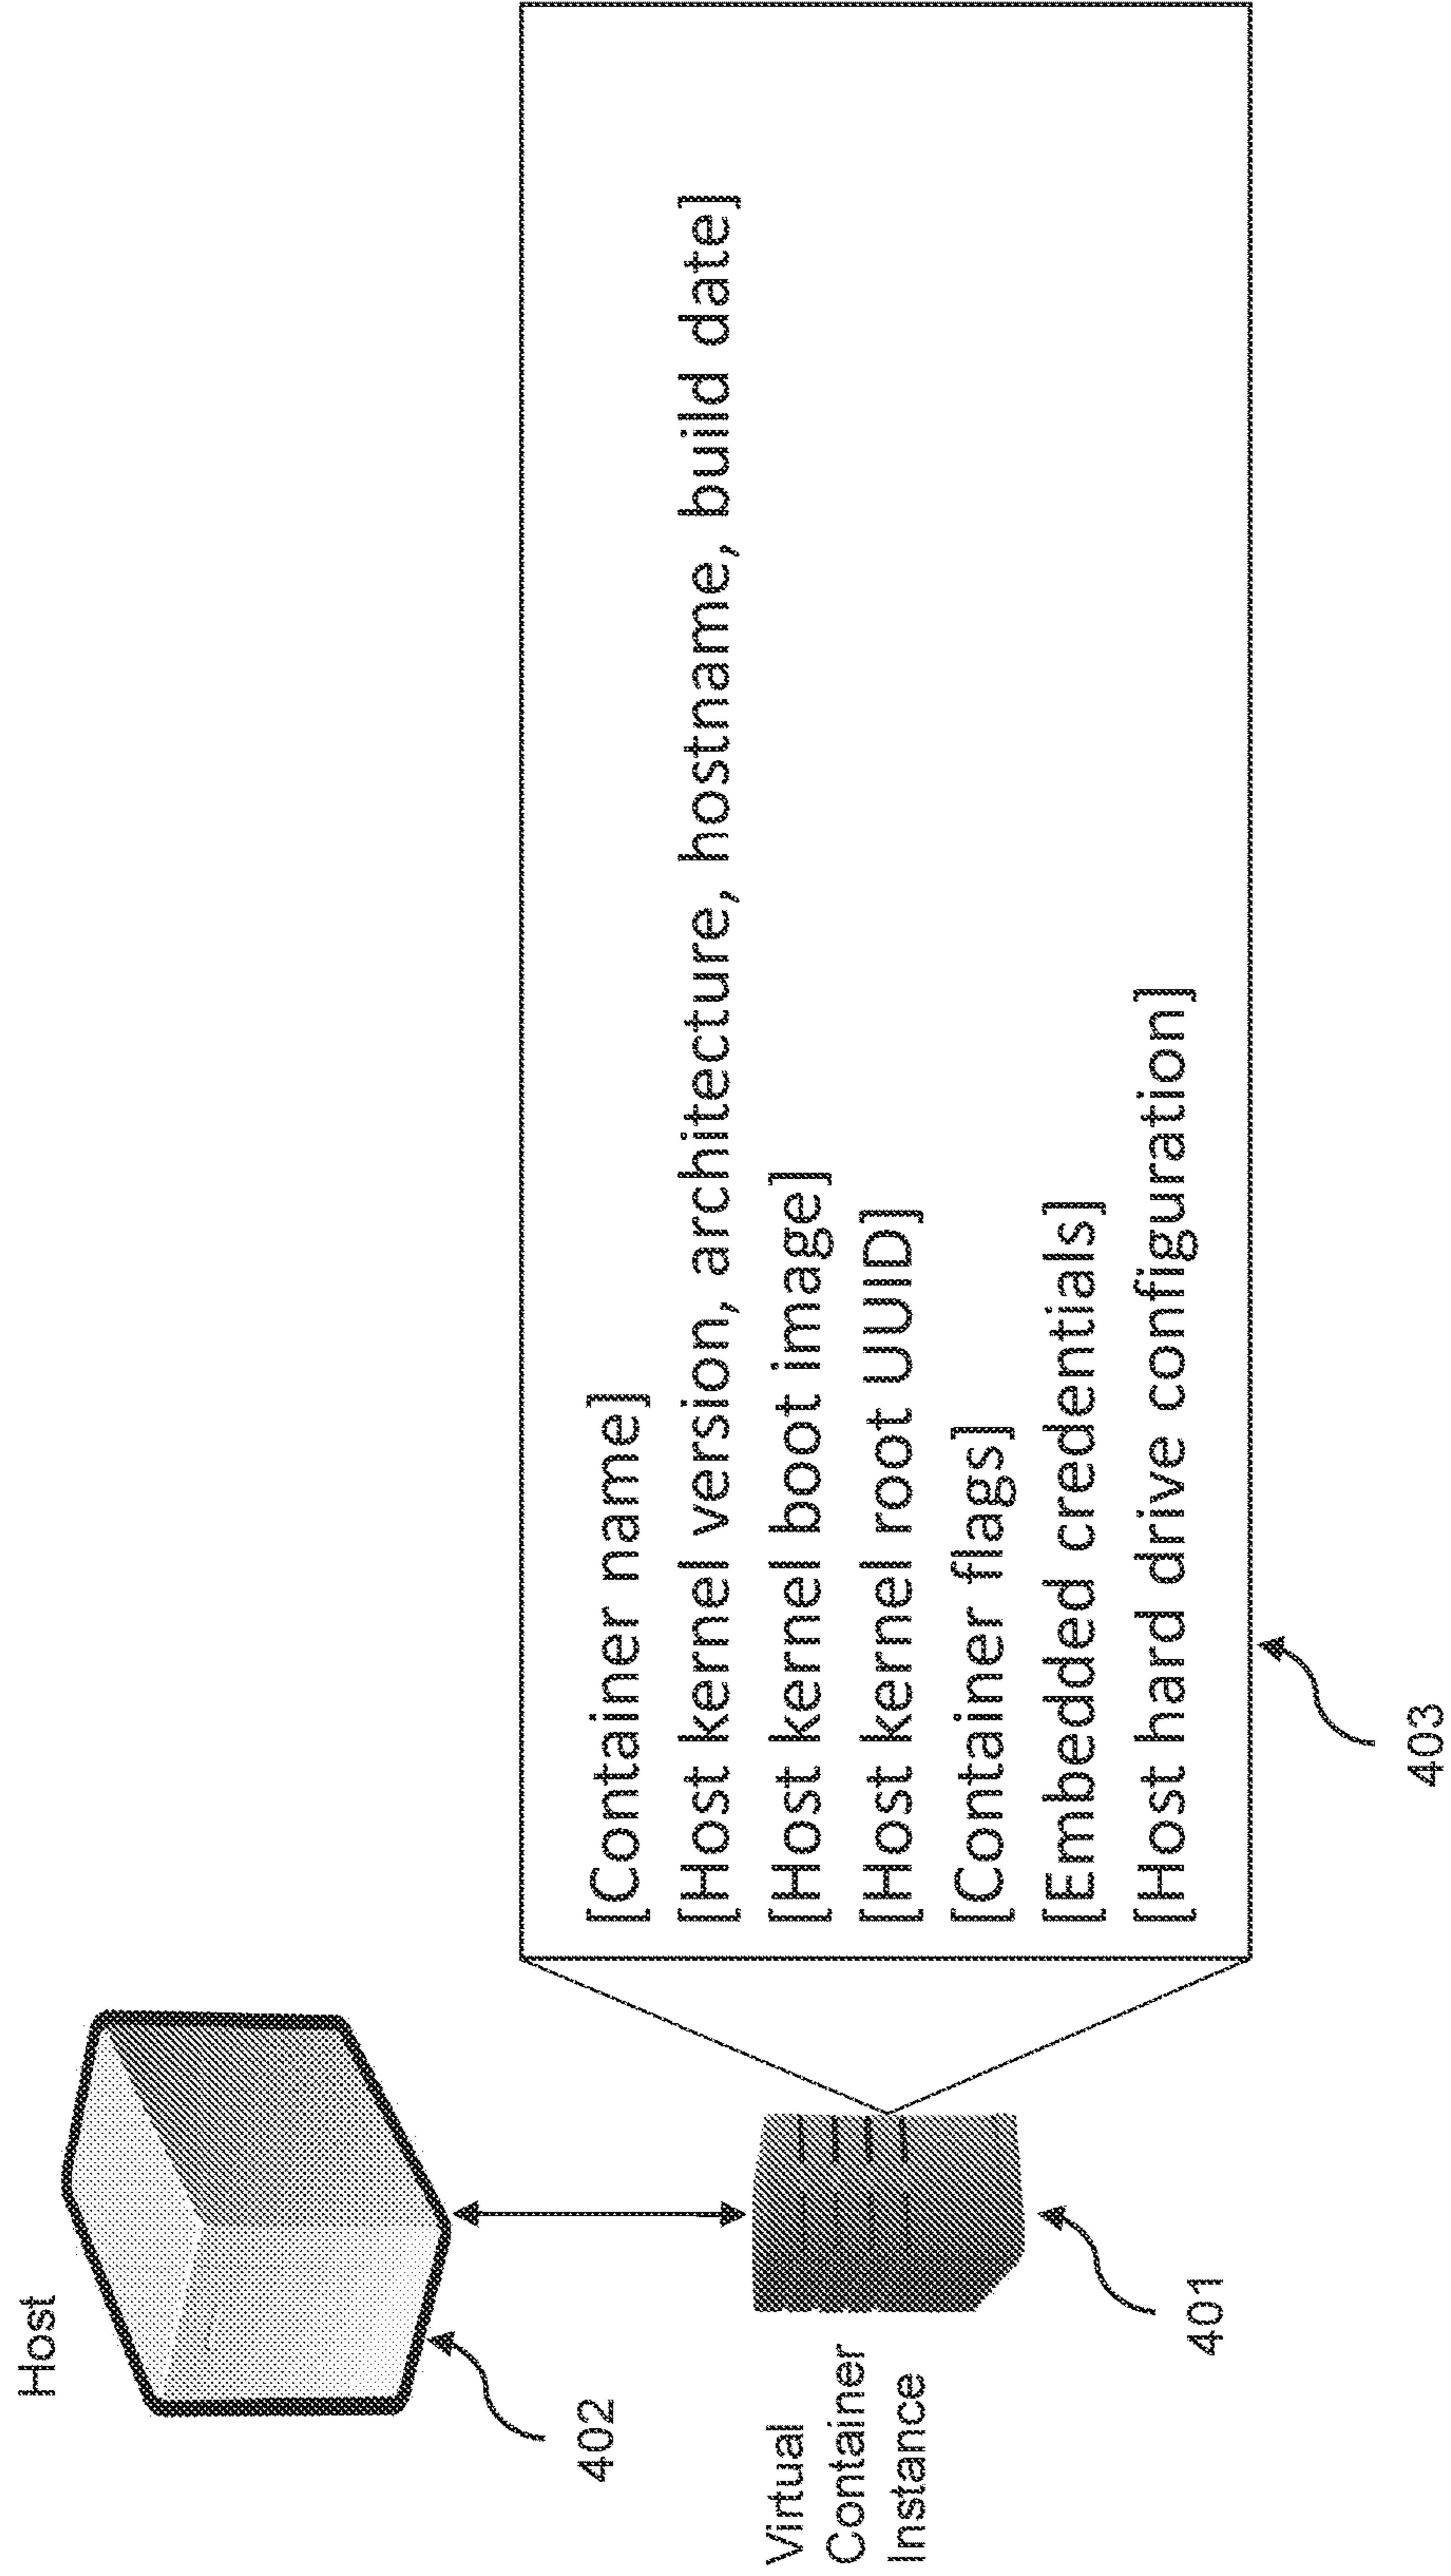 Host
402
Virtual
Container
Instance
401
[Container name]
[Host kernel version, architecture, hostname, build date]
[Host kernel boot image]
[Host kernel root UUID]
[Container flags]
[Embedded credentials]
[Host hard drive configuration]
403